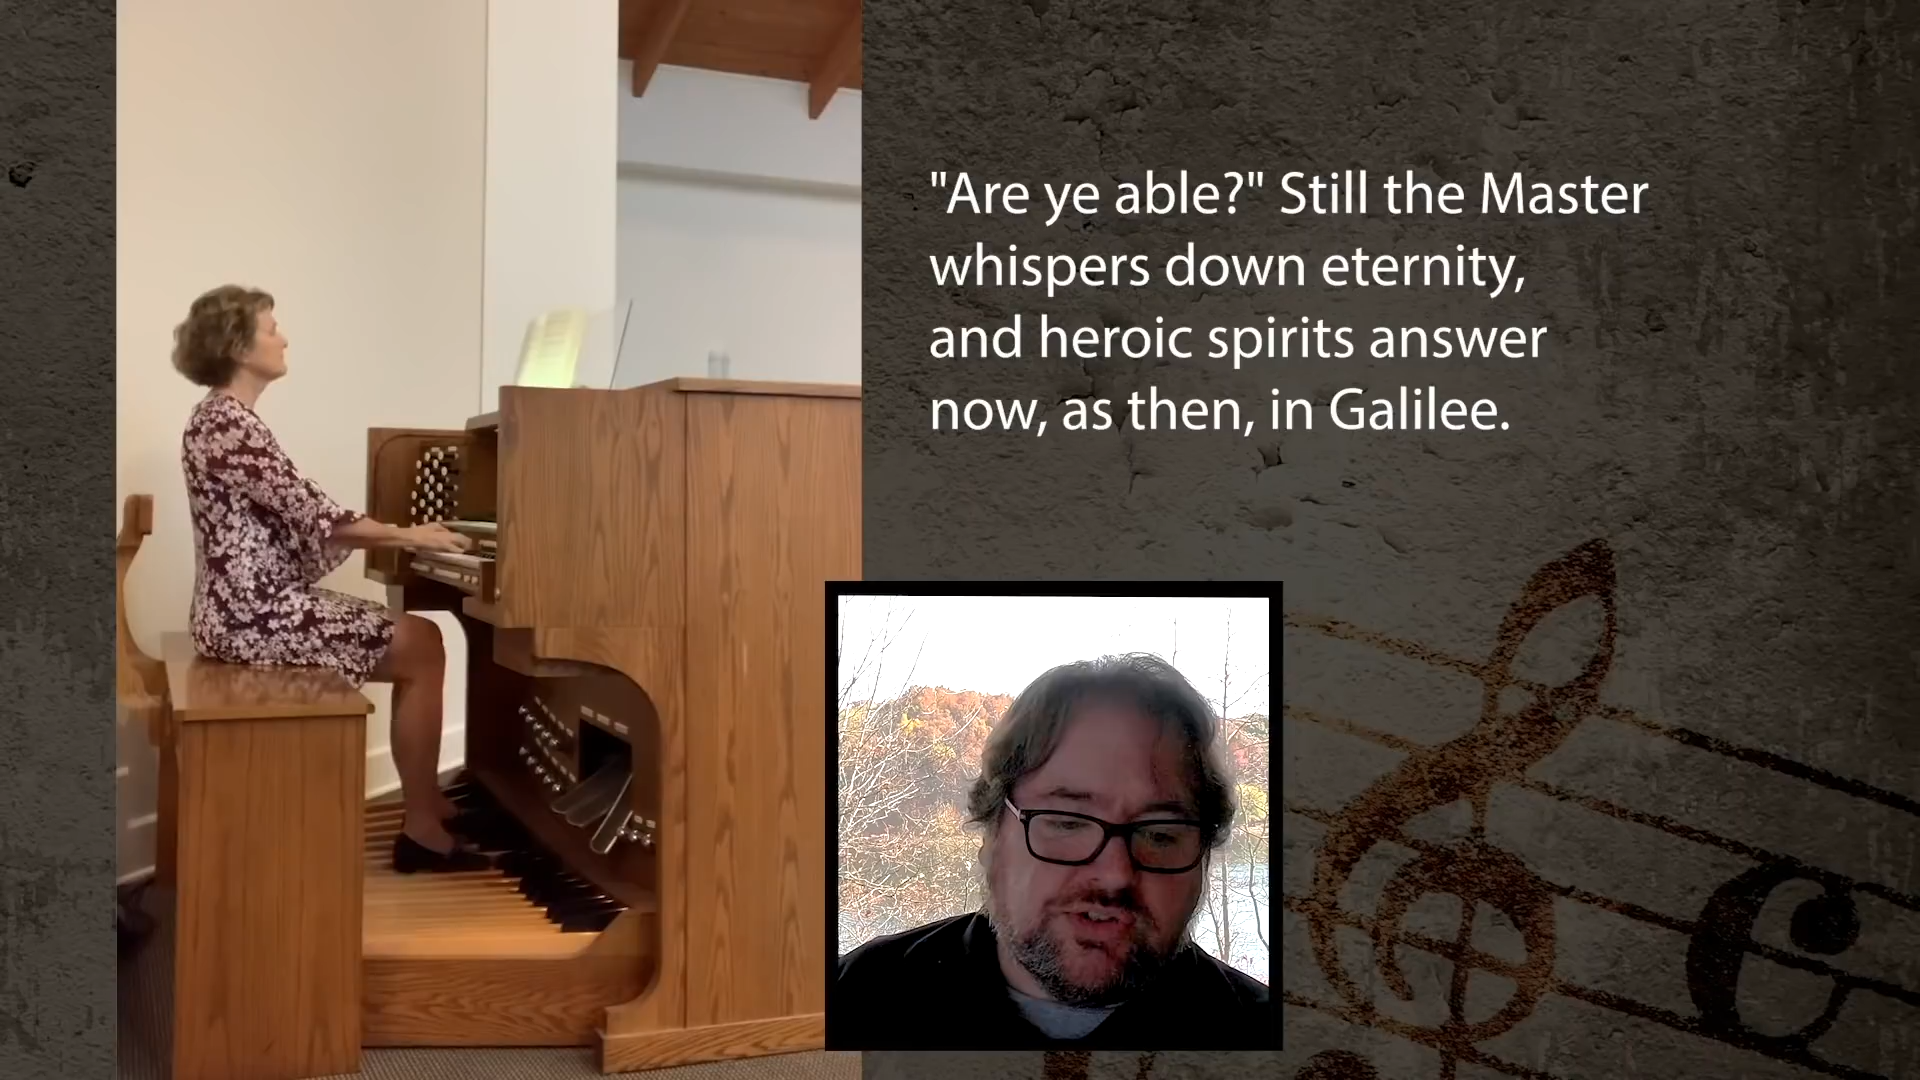 "Are ye able?" Still the Master
whispers down eternity,
and heroic spirits answer
now, as then, in Galilee.